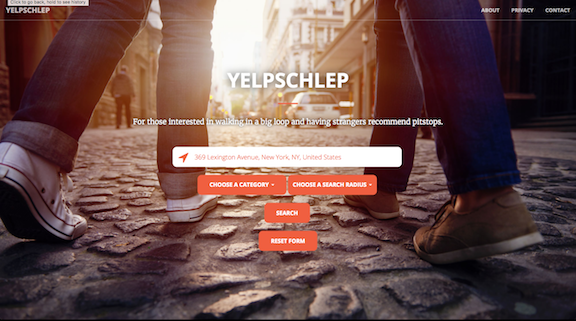 Click to go back, hold to see history
YELPSCHLEP
ABOUT PRIVACY CONTACT
YELPSCHLEP
For those interested in walking in a big loop and having strangers recommend pitstops.
369 Lexington Avenue, New York, NY, United States
CHOOSE A CATEGORY
CHOOSE A SEARCH RADIUS
SEARCH
RESET FORM